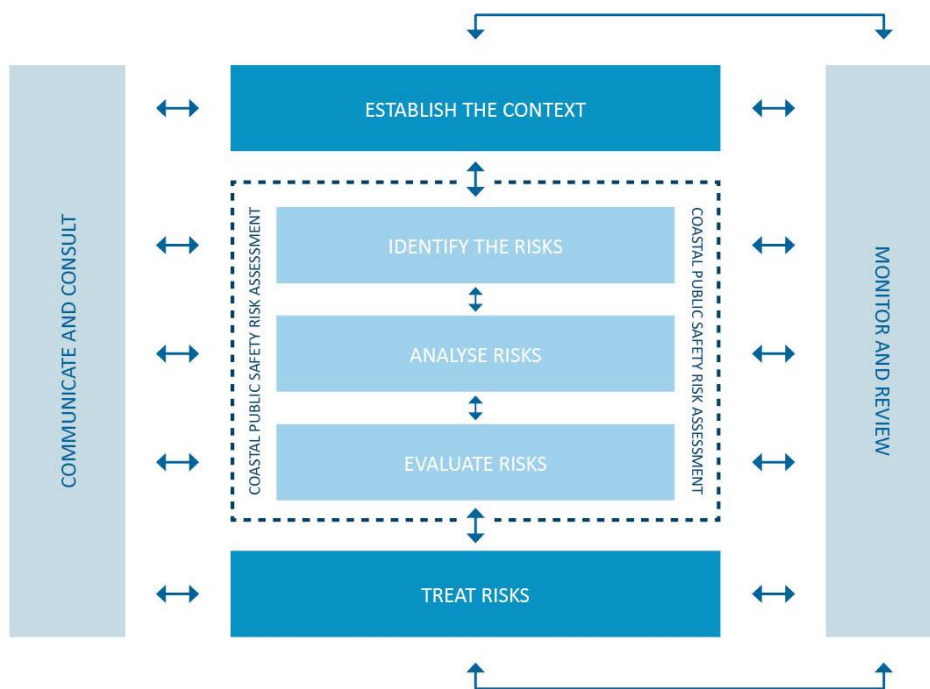 ESTABLISH THE CONTEXT
COMMUNICATE AND CONSULT
COASTAL PUBLIC SAFETY RISK ASSESSMENT
IDENTIFY THE RISKS
ANALYSE RISKS
EVALUATE RISKS
COASTAL PUBLIC SAFETY RISK ASSESSMENT
MONITOR AND REVIEW
TREAT RISKS